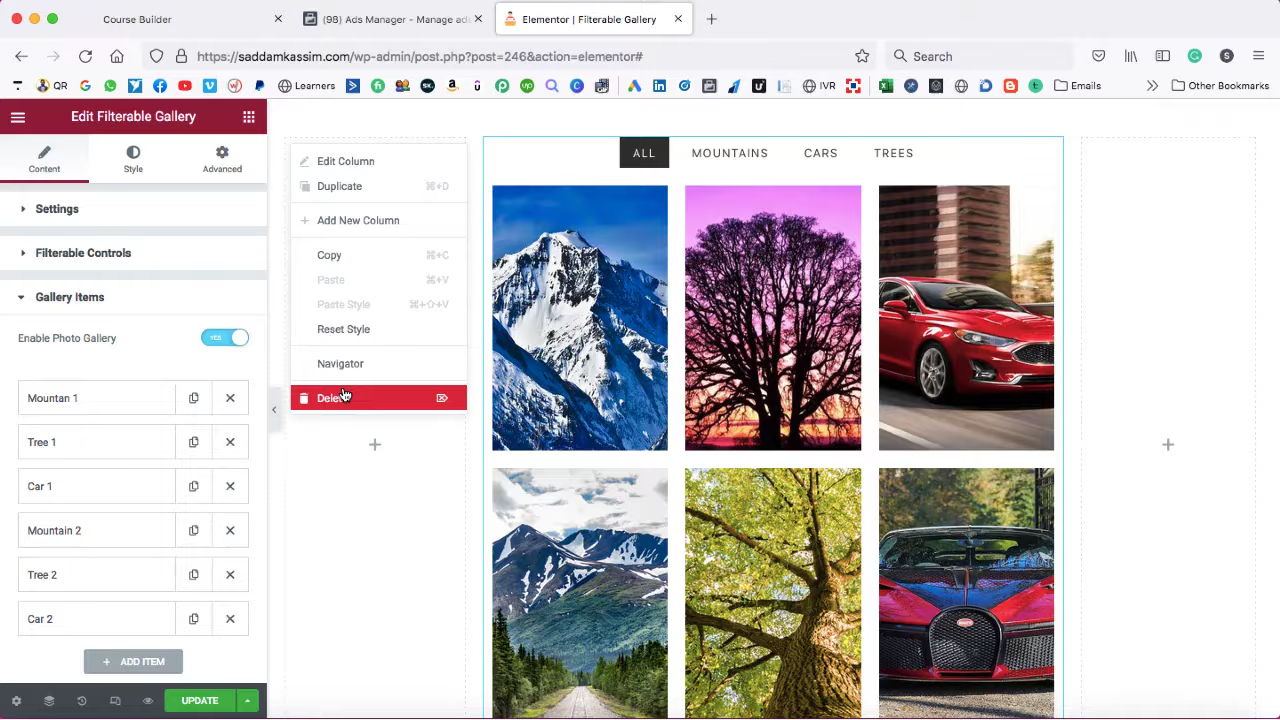 Course Builder
(98) Ads Manager - Manage ads
Elementor | Filterable Gallery
https://saddamkassim.com/wp-admin/post.php?post=246&action=elementor#
Search
S
QR
Learners
IVR
Emails
Other Bookmarks
Edit Filterable Gallery
Content
Style
Advanced
Settings
Filterable Controls
Gallery Items
Enable Photo Gallery
YES
Mountan 1
Tree 1
Car 1
Mountain 2
Tree 2
Car 2
+ ADD ITEM
UPDATE
Edit Column
Duplicate ⌘+D
+ Add New Column
Copy ⌘+C
Paste ⌘+V
Paste Style ⌘+⇧+V
Reset Style
Navigator
Delete
ALL
MOUNTAINS
CARS
TREES